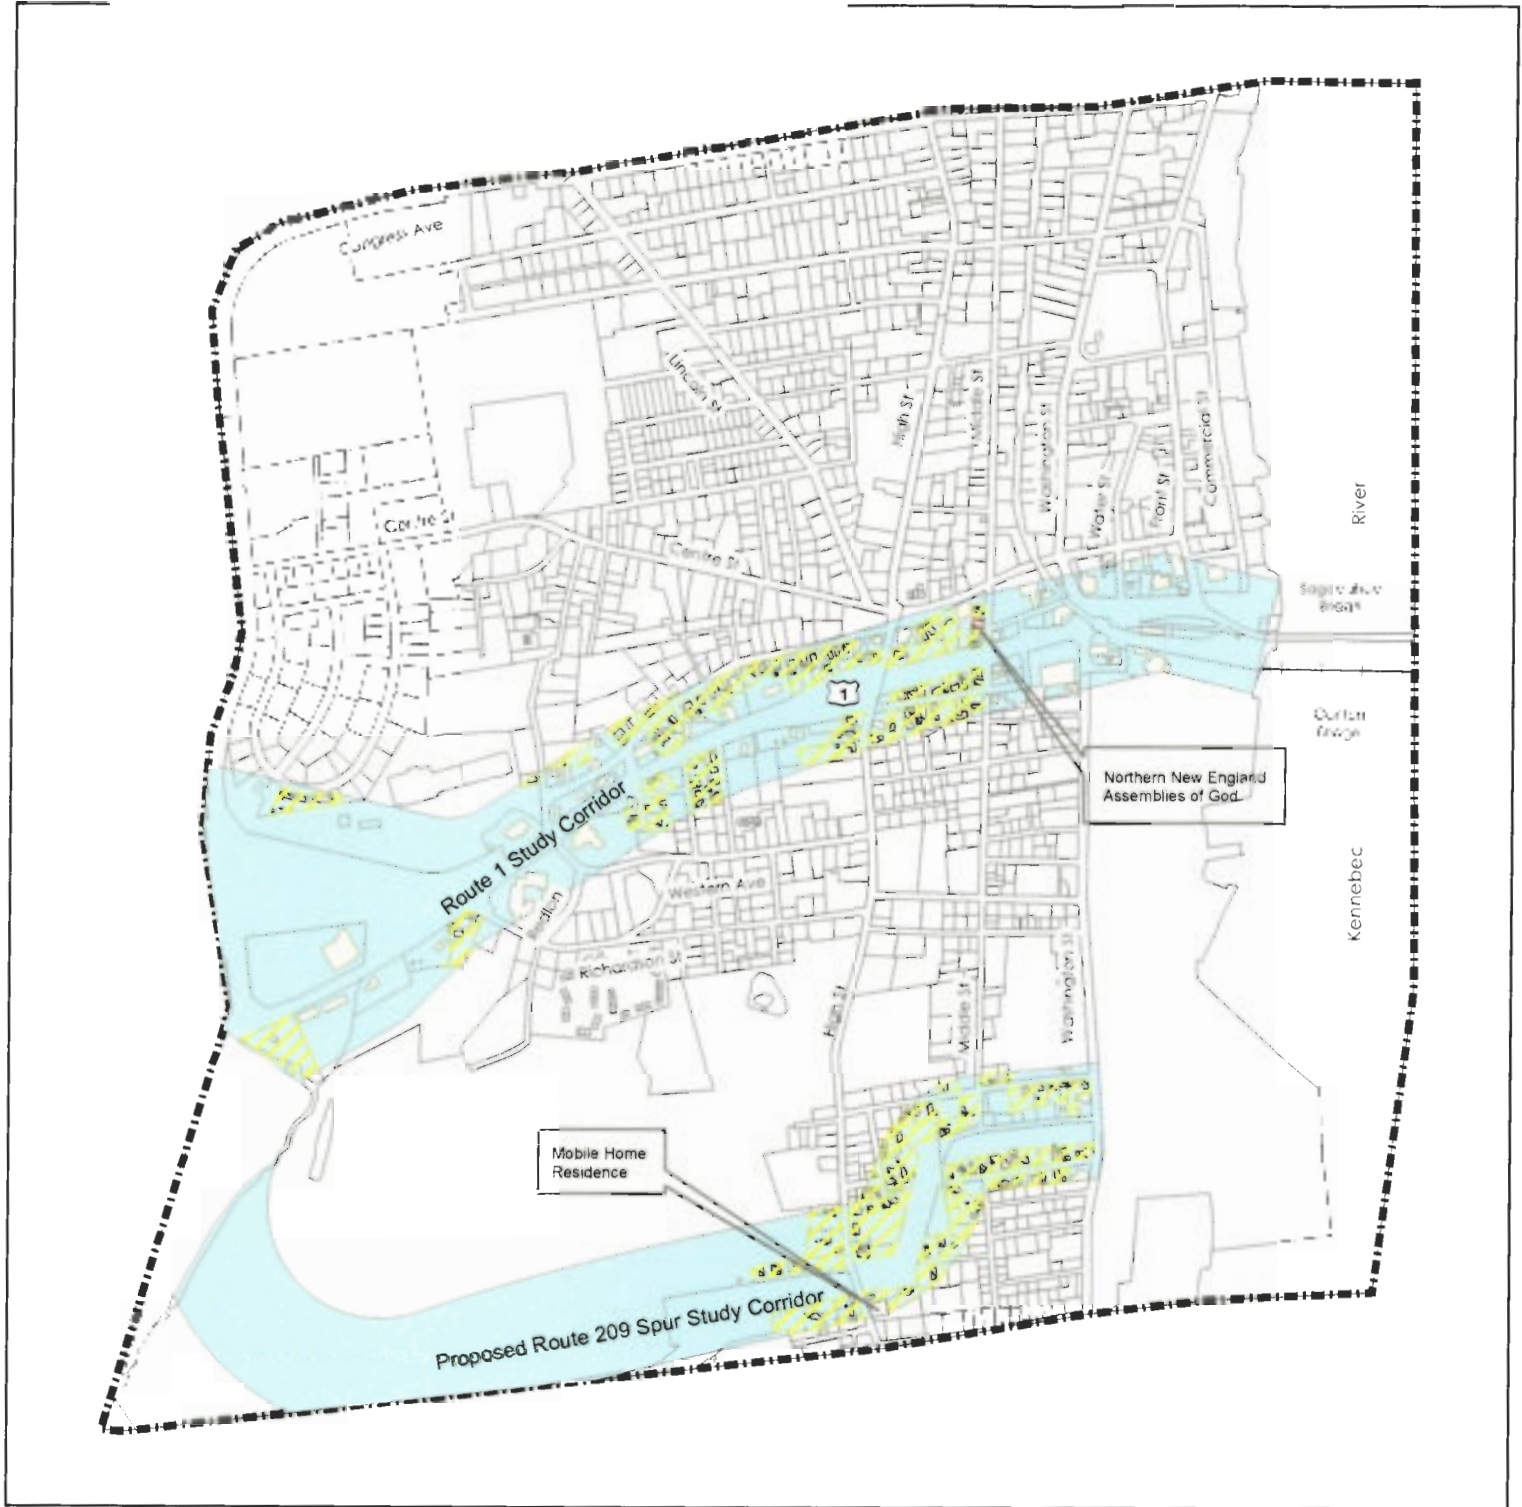 Congress Ave
Lincoln St
High St
Middle St
Washington St
Water St
Front St
Commercial St
River
Centre St
Centre St
1
Northern New England
Assemblies of God
Route 1 Study Corridor
Western Ave
Kennebec
Richardson St
High St
Middle St
Washington St
Mobile Home
Residence
Proposed Route 209 Spur Study Corridor